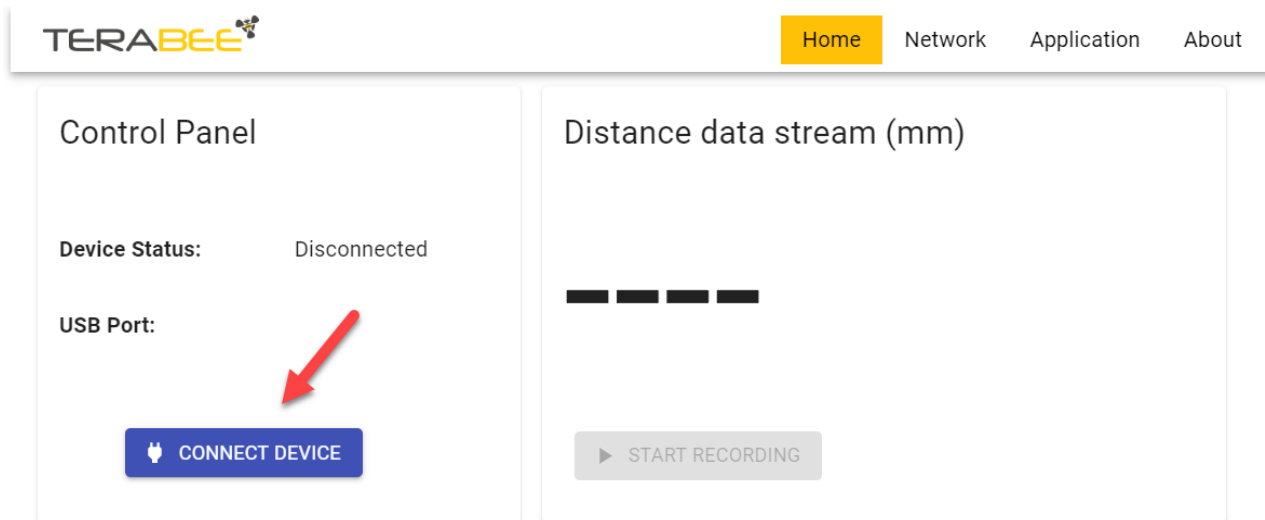 TERABEE
Home Network Application About
Control Panel
Device Status: Disconnected
USB Port:
CONNECT DEVICE
Distance data stream (mm)
----
START RECORDING